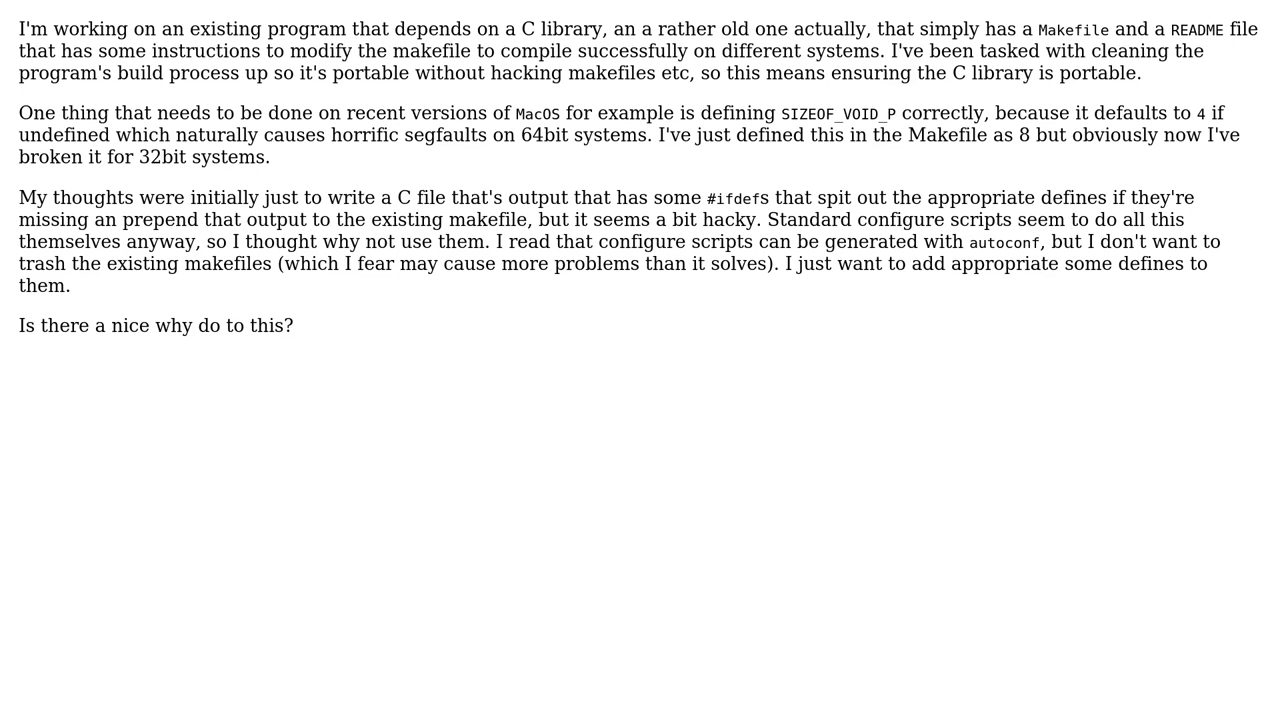 I'm working on an existing program that depends on a C library, an a rather old one actually, that simply has a Makefile and a README file
that has some instructions to modify the makefile to compile successfully on different systems. I've been tasked with cleaning the
program's build process up so it's portable without hacking makefiles etc, so this means ensuring the C library is portable.
One thing that needs to be done on recent versions of MacOS for example is defining SIZEOF_VOID_P correctly, because it defaults to 4 if
undefined which naturally causes horrific segfaults on 64bit systems. I've just defined this in the Makefile as 8 but obviously now I've
broken it for 32bit systems.
My thoughts were initially just to write a C file that's output that has some #ifdefs that spit out the appropriate defines if they're
missing an prepend that output to the existing makefile, but it seems a bit hacky. Standard configure scripts seem to do all this
themselves anyway, so I thought why not use them. I read that configure scripts can be generated with autoconf, but I don't want to
trash the existing makefiles (which I fear may cause more problems than it solves). I just want to add appropriate some defines to
them.
Is there a nice why do to this?